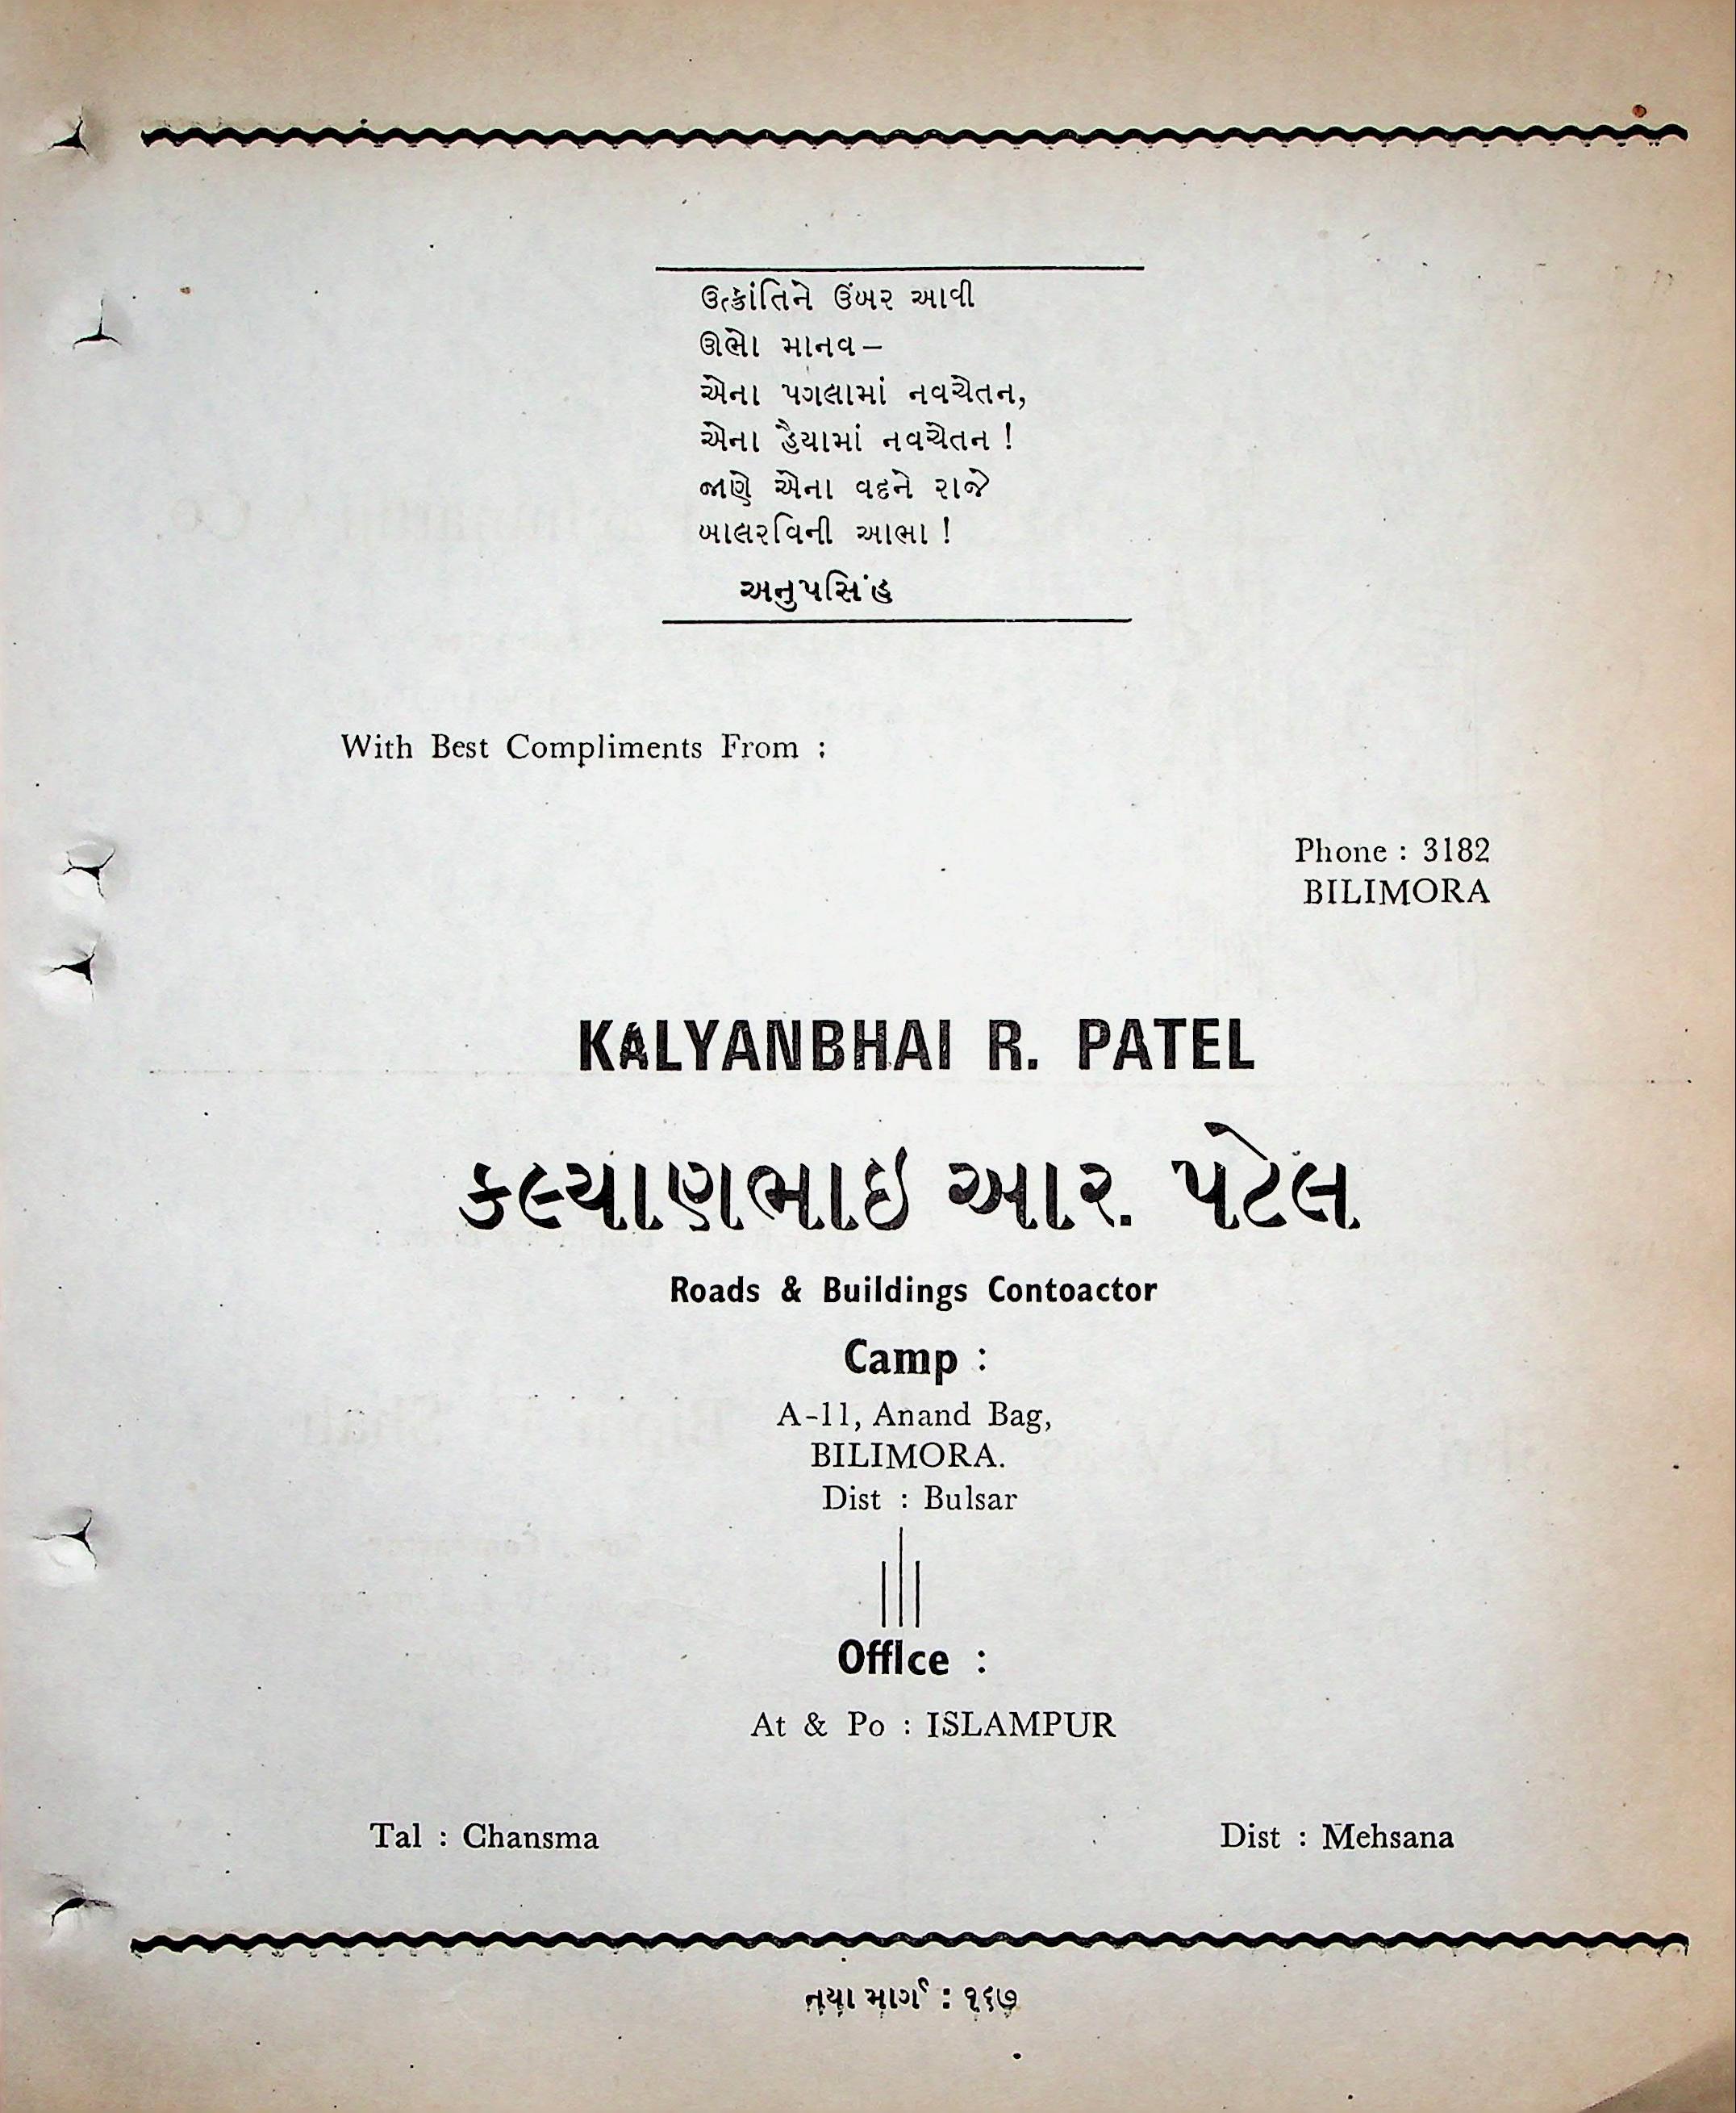 ઉત્ક્રાંતિને ઉંબર આવી
ઊભો માનવ –
એના પગલામાં નવચેતન,
એના હૈયામાં નવચેતન !
જાણે એના વદને રાજે
બાલરવિની આભા !
અનુપસિંહ
With Best Compliments From :
Phone : 3182
BILIMORA
KALYANBHAI R. PATEL
કલ્યાણભાઇ આર. પટેલ
Roads & Buildings Contoactor
Camp :
A-11, Anand Bag,
BILIMORA.
Dist : Bulsar
Office :
At & Po : ISLAMPUR
Tal : Chansma Dist : Mehsana
નયા માર્ગ : ૧૬૭